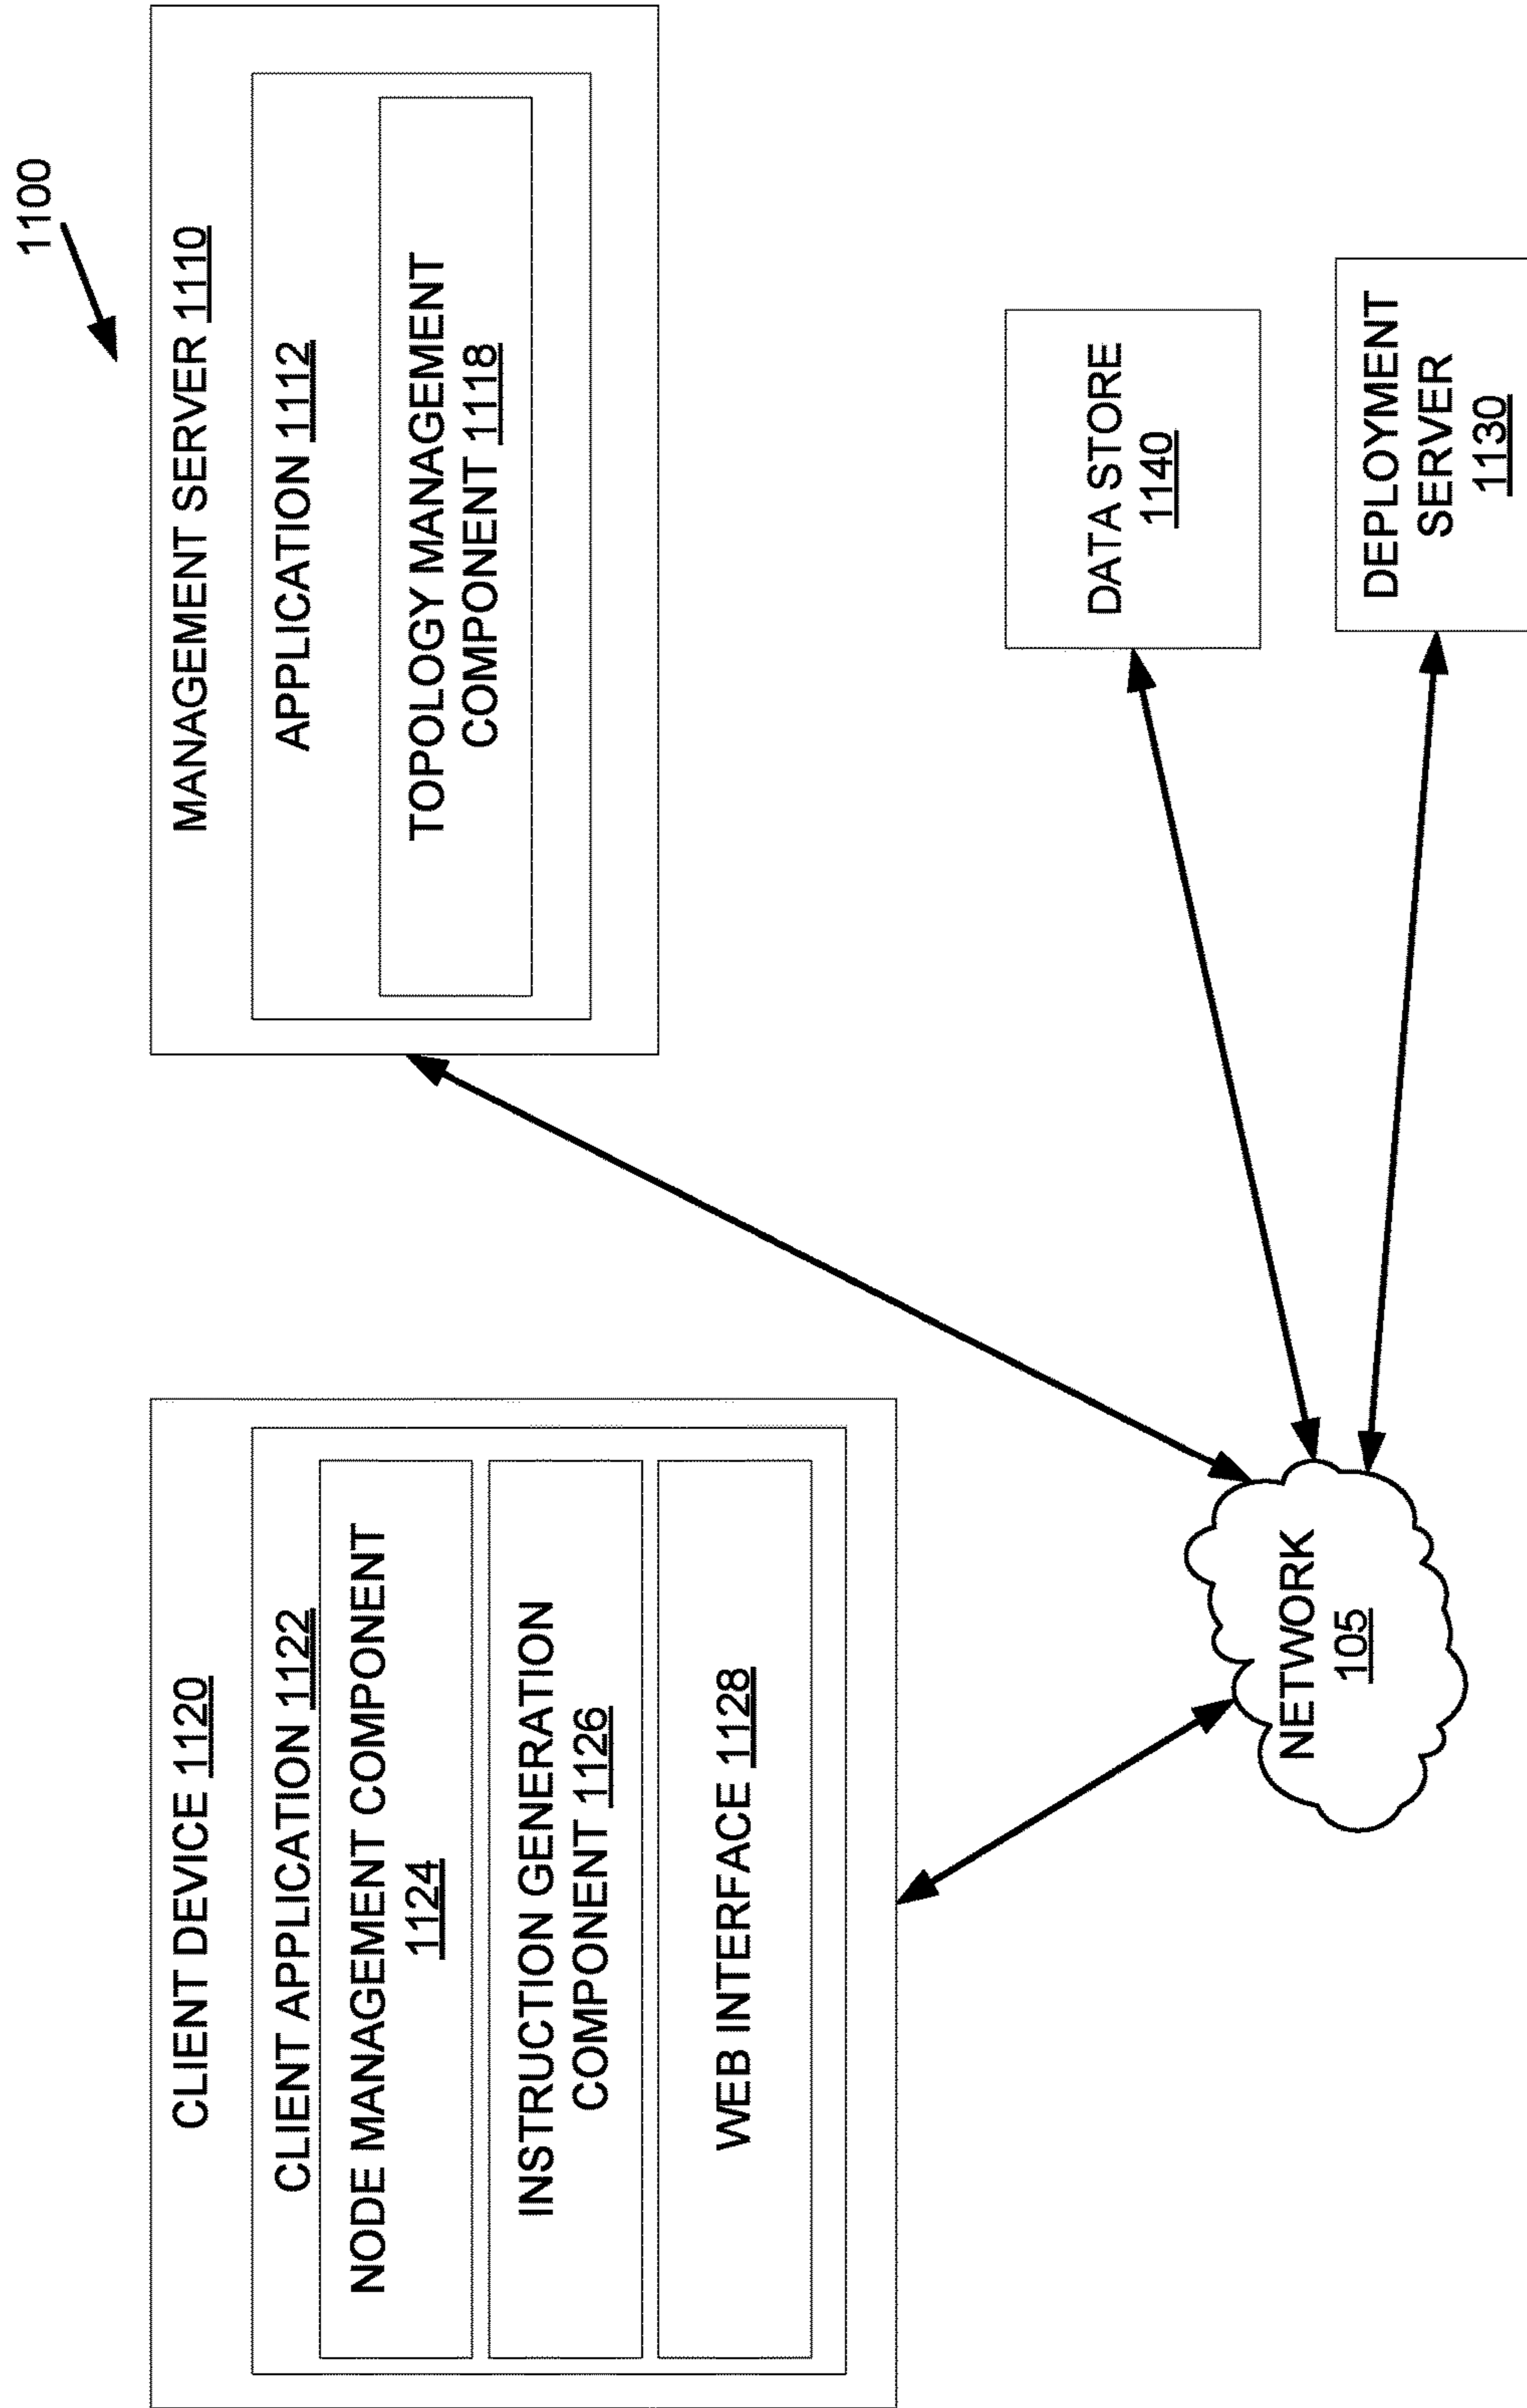 1100
CLIENT DEVICE 1120
CLIENT APPLICATION 1122
NODE MANAGEMENT COMPONENT
1124
INSTRUCTION GENERATION
COMPONENT 1126
WEB INTERFACE 1128
MANAGEMENT SERVER 1110
APPLICATION 1112
TOPOLOGY MANAGEMENT
COMPONENT 1118
NETWORK
105
DATA STORE
1140
DEPLOYMENT
SERVER
1130